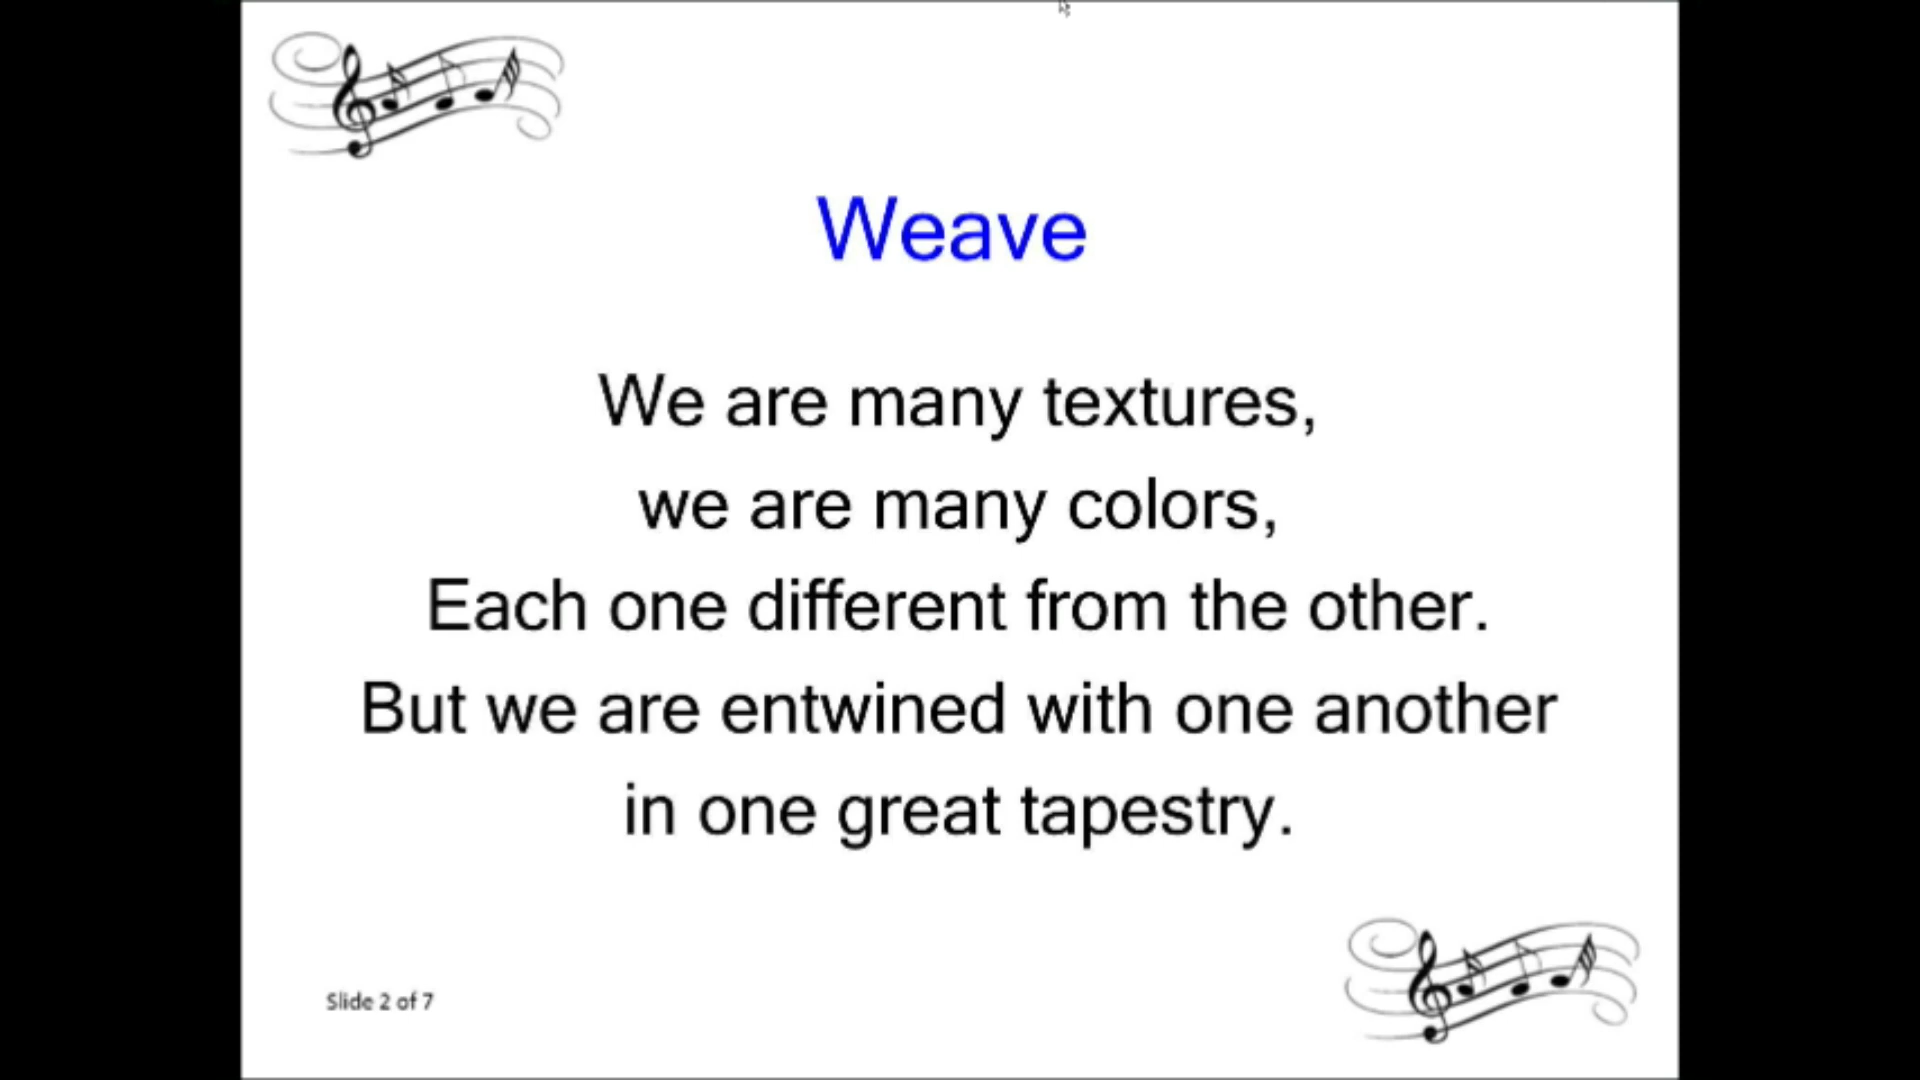 Weave
We are many textures,
we are many colors,
Each one different from the other.
But we are entwined with one another
in one great tapestry.
Slide 2 of 7